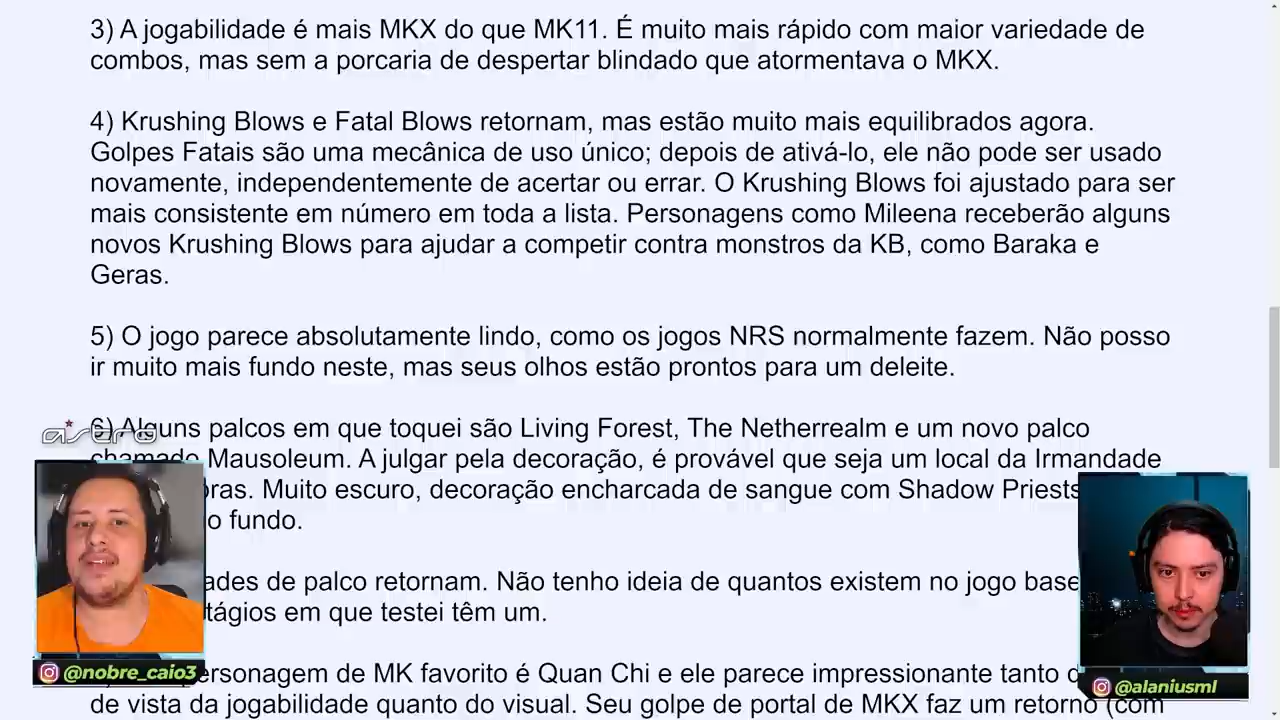 3) A jogabilidade é mais MKX do que MK11. É muito mais rápido com maior variedade de
combos, mas sem a porcaria de despertar blindado que atormentava o MKX.
4) Krushing Blows e Fatal Blows retornam, mas estão muito mais equilibrados agora.
Golpes Fatais são uma mecânica de uso único; depois de ativá-lo, ele não pode ser usado
novamente, independentemente de acertar ou errar. O Krushing Blows foi ajustado para ser
mais consistente em número em toda a lista. Personagens como Mileena receberão alguns
novos Krushing Blows para ajudar a competir contra monstros da KB, como Baraka e
Geras.
5) O jogo parece absolutamente lindo, como os jogos NRS normalmente fazem. Não posso
ir muito mais fundo neste, mas seus olhos estão prontos para um deleite.
6) Alguns palcos em que toquei são Living Forest, The Netherrealm e um novo palco
astro
chamado Mausoleum. A julgar pela decoração, é provável que seja um local da Irmandade
bras. Muito escuro, decoração encharcada de sangue com Shadow Priests
o fundo.
ades de palco retornam. Não tenho ideia de quantos existem no jogo base
tágios em que testei têm um.
ersonagem de MK favorito é Quan Chi e ele parece impressionante tanto
de vista da jogabilidade quanto do visual. Seu golpe de portal de MKX faz um retorno (com
@nobre_caio3
@alaniusml